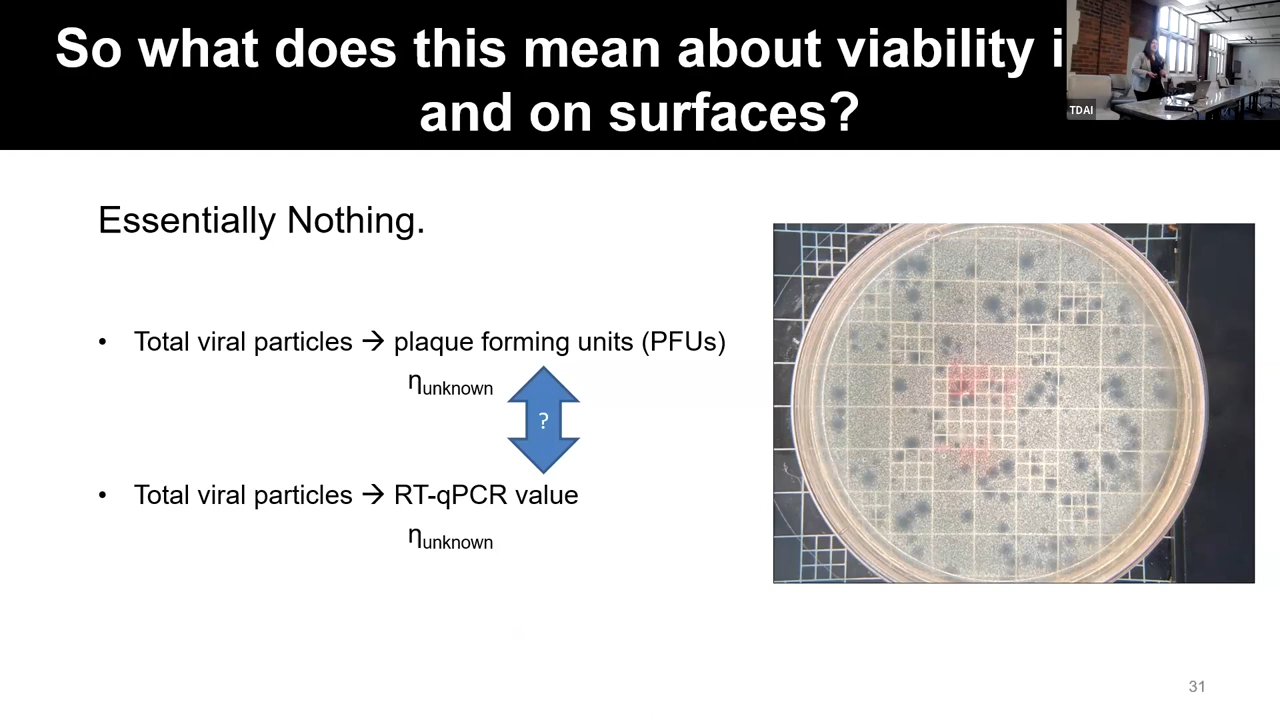 So what does this mean about viability i
and on surfaces?
TDAI
Essentially Nothing.
• Total viral particles → plaque forming units (PFUs)
ηunknown
?
• Total viral particles → RT-qPCR value
ηunknown
31